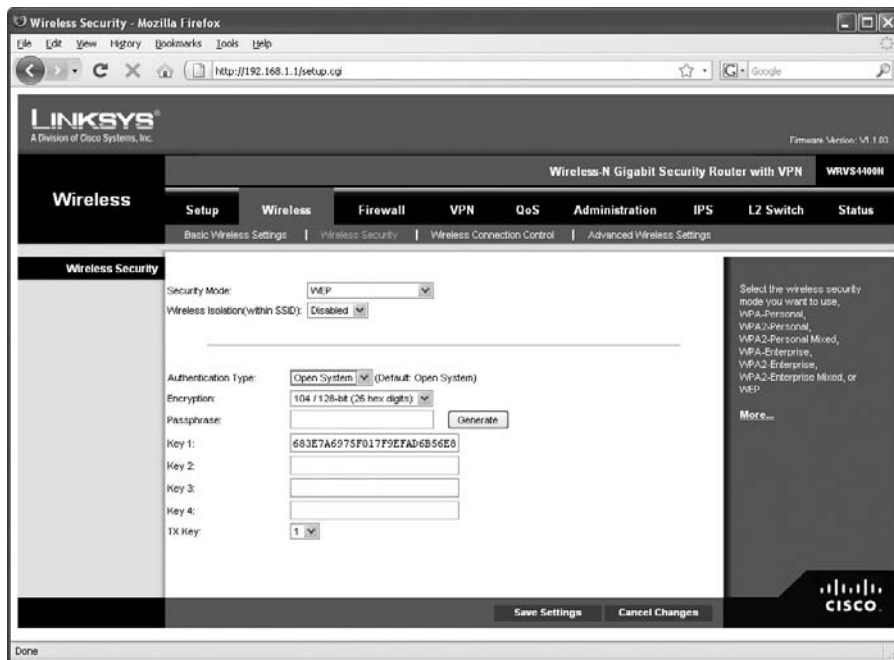 Wireless Security - Mozilla Firefox
File Edit View History Bookmarks Tools Help
http://192.168.1.1/setup.cgi
G Google
LINKSYS®
A Division of Cisco Systems, Inc.
Firmware Version: V1.1.03
Wireless-N Gigabit Security Router with VPN WRVS4400N
Wireless
Setup Wireless Firewall VPN QoS Administration IPS L2 Switch Status
Basic Wireless Settings | Wireless Security | Wireless Connection Control | Advanced Wireless Settings
Wireless Security
Security Mode: WEP
Wireless Isolation(within SSID): Disabled
Authentication Type: Open System (Default: Open System)
Encryption: 104 / 128-bit (26 hex digits)
Passphrase: Generate
Key 1: 683E7A6975F017F9EFAD6B56E8
Key 2:
Key 3:
Key 4:
TX Key: 1
Select the wireless security
mode you want to use,
WPA-Personal,
WPA2-Personal,
WPA2-Personal Mixed,
WPA-Enterprise,
WPA2-Enterprise,
WPA2-Enterprise Mixed, or
WEP.
More...
Save Settings Cancel Changes
CISCO.
Done